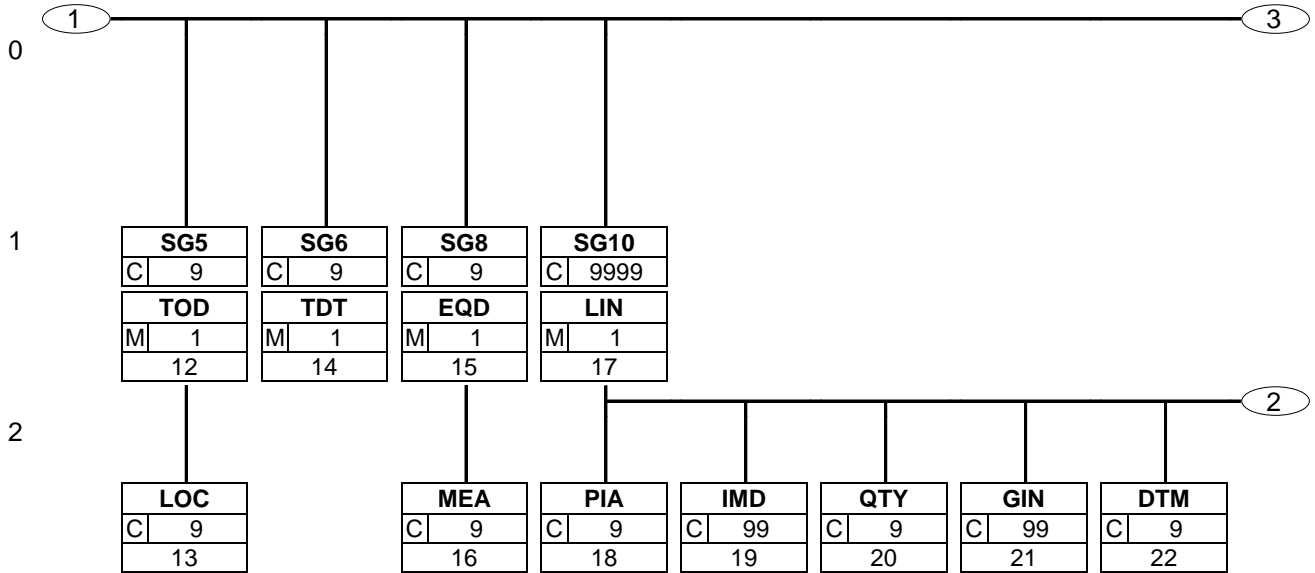 1 3
0
1 SG5 SG6 SG8 SG10
C 9 C 9 C 9 C 9999
TOD TDT EQD LIN
M 1 M 1 M 1 M 1
12 14 15 17
2
2
LOC MEA PIA IMD QTY GIN DTM
C 9 C 9 C 9 C 99 C 9 C 99 C 9
13 16 18 19 20 21 22